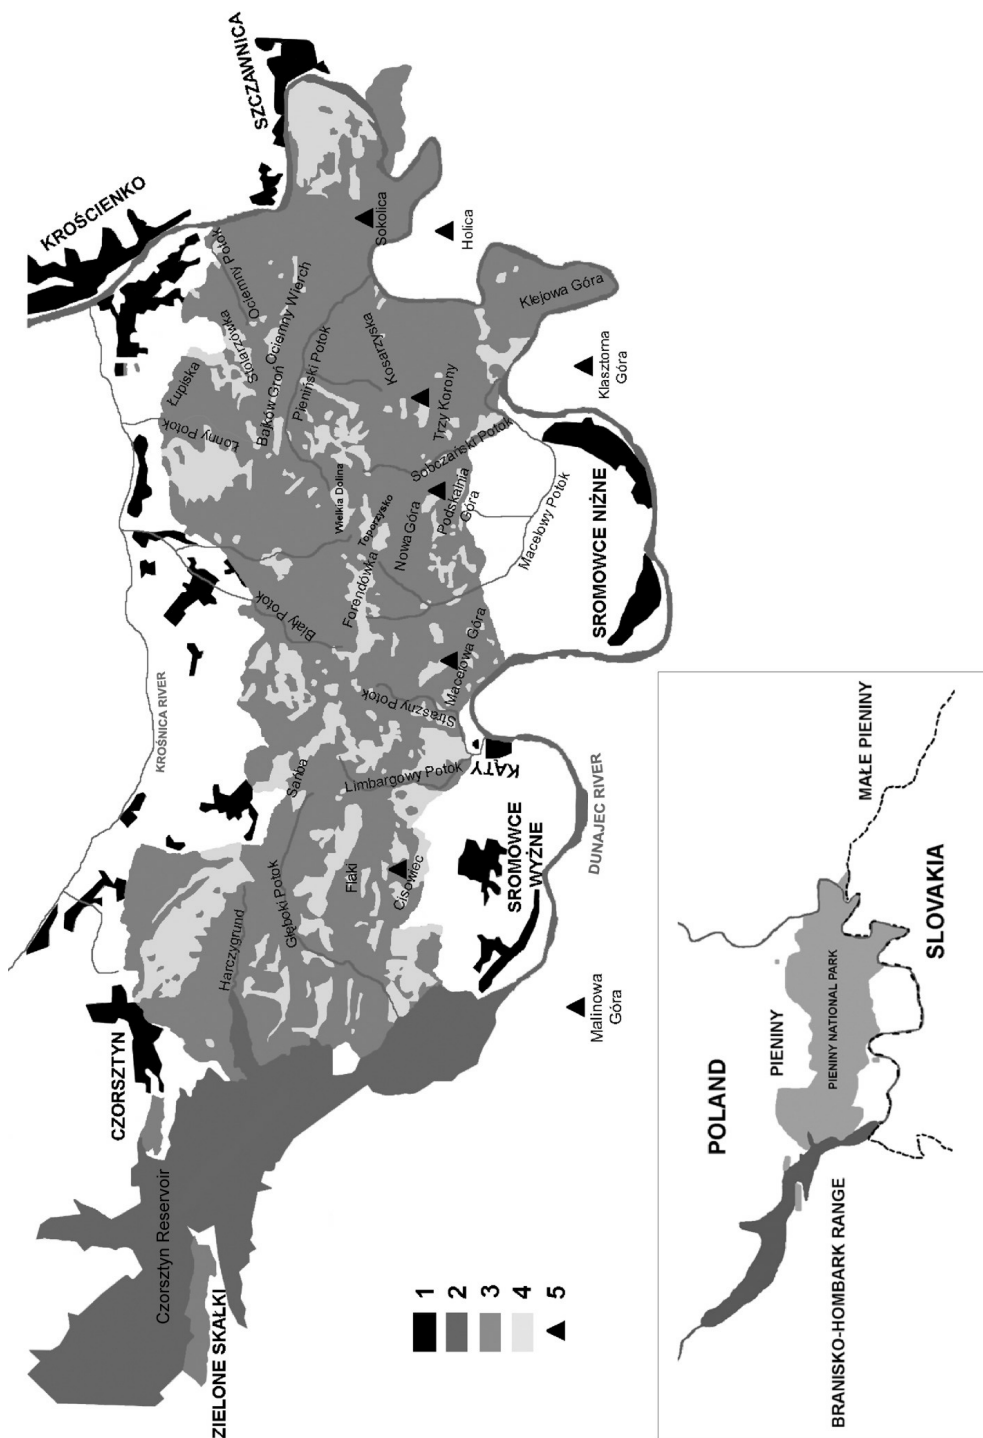 KROŚCIENKO
SZCZAWNICA
CZORSZTYN
KROŚNICA RIVER
Czorsztyn Reservoir
ZIELONE SKAŁKI
Harczygrund
Głęboki Potok
Flaki
Cisowiec
Sańba
Limbargowy Potok
Straszny Potok
Macelowa Góra
Biały Potok
Forendówka
Toporzysko
Wielkia Dolina
Nowa Góra
Podskalnia
Góra
Sobczański Potok
Macelowy Potok
Łonny Potok
Łupiska
Bajków Groń
Stolarzówka
Ociemny Potok
Ociemny Wierch
Pieniński Potok
Kosarzyska
Trzy Korony
Sokolica
Holica
Klejowa Góra
Klasztorna
Góra
SROMOWCE NIŻNE
KĄTY
SROMOWCE
WYŻNE
DUNAJEC RIVER
Malinowa
Góra
1
2
3
4
5
POLAND
PIENINY
PIENINY NATIONAL PARK
MAŁE PIENINY
SLOVAKIA
BRANISKO-HOMBARK RANGE